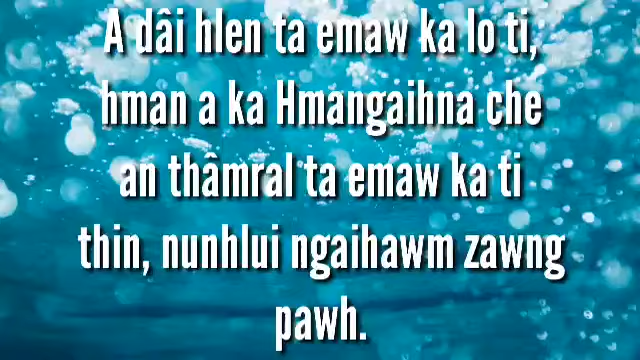 A dâi hlen ta emaw ka lo ti,
hman a ka Hmangaihna che
an thâmral ta emaw ka ti
thin, nunhlui ngaihawm zawng
pawh.